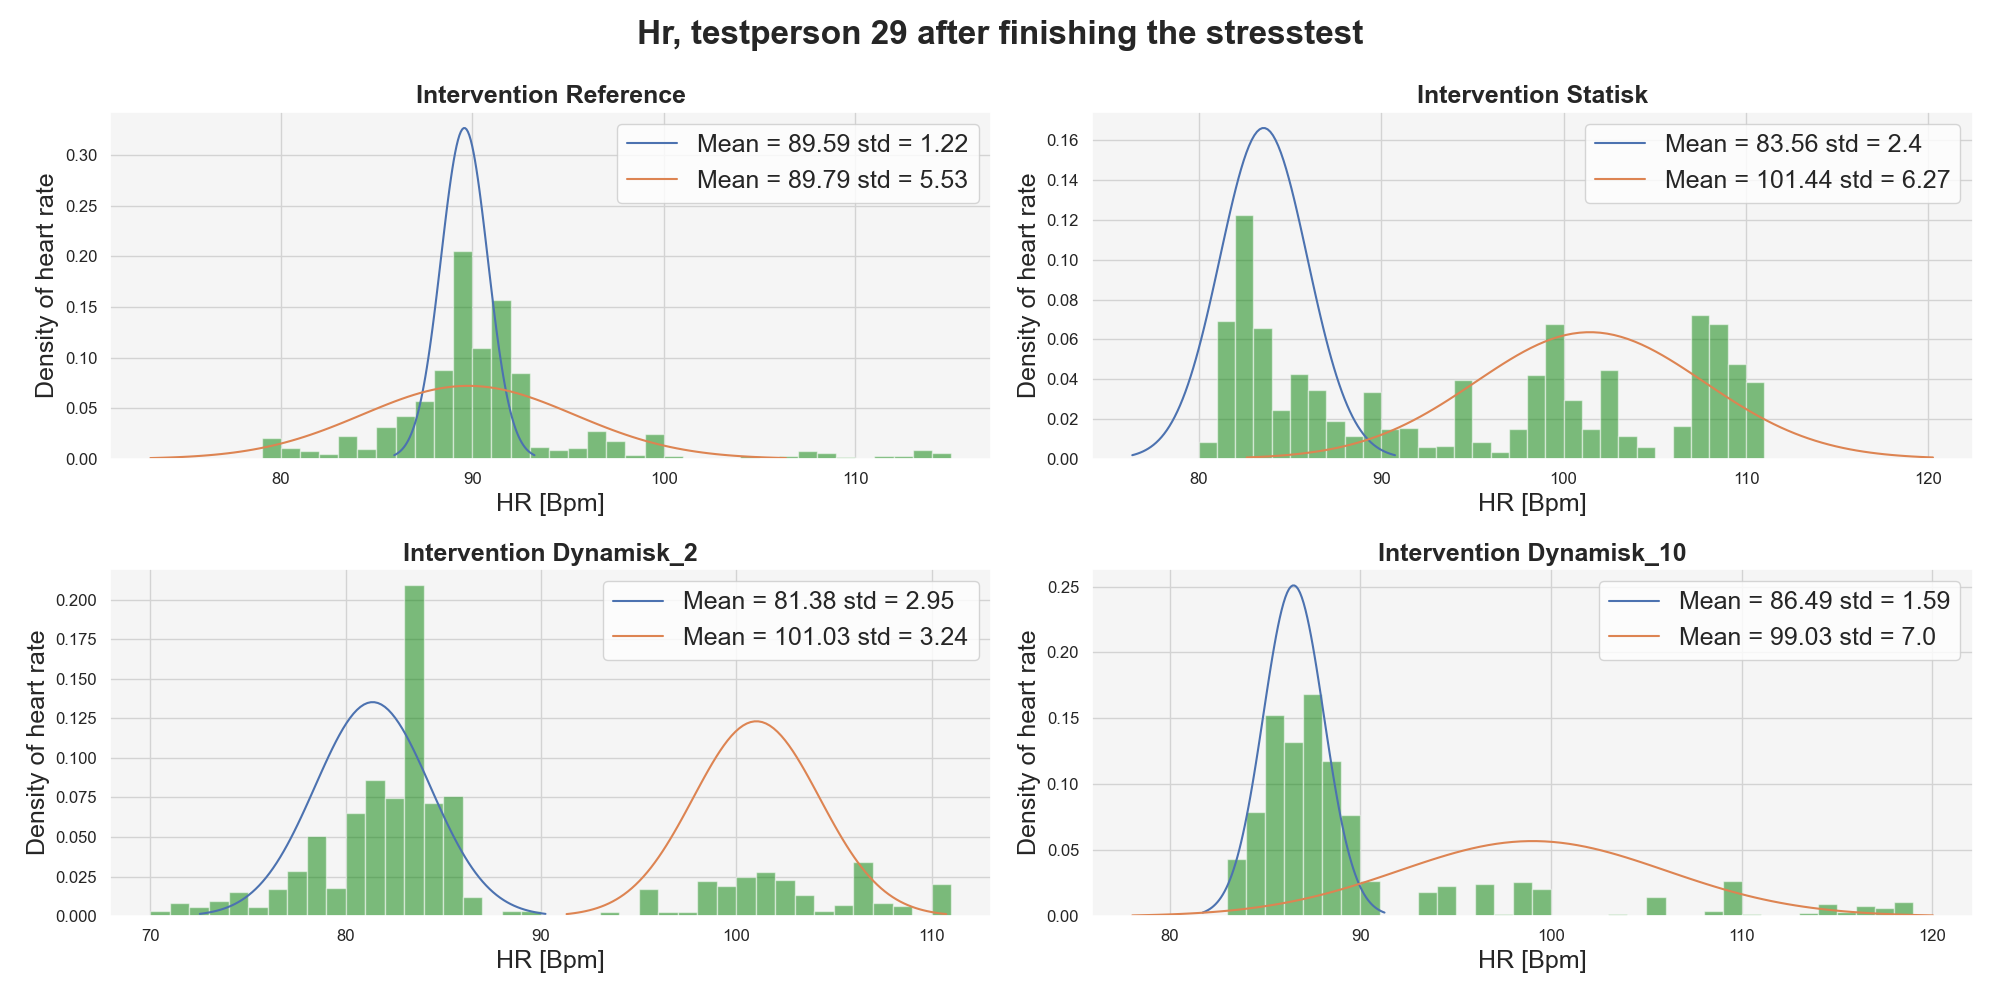 Hr, testperson 29 after finishing the stresstest
Intervention Reference
Mean = 89.59 std = 1.22
Mean = 89.79 std = 5.53
Density of heart rate
0.30
0.25
0.20
0.15
0.10
0.05
0.00
80 90 100 110
HR [Bpm]
Intervention Statisk
Mean = 83.56 std = 2.4
Mean = 101.44 std = 6.27
Density of heart rate
0.16
0.14
0.12
0.10
0.08
0.06
0.04
0.02
0.00
80 90 100 110 120
HR [Bpm]
Intervention Dynamisk_2
Mean = 81.38 std = 2.95
Mean = 101.03 std = 3.24
Density of heart rate
0.200
0.175
0.150
0.125
0.100
0.075
0.050
0.025
0.000
70 80 90 100 110
HR [Bpm]
Intervention Dynamisk_10
Mean = 86.49 std = 1.59
Mean = 99.03 std = 7.0
Density of heart rate
0.25
0.20
0.15
0.10
0.05
0.00
80 90 100 110 120
HR [Bpm]